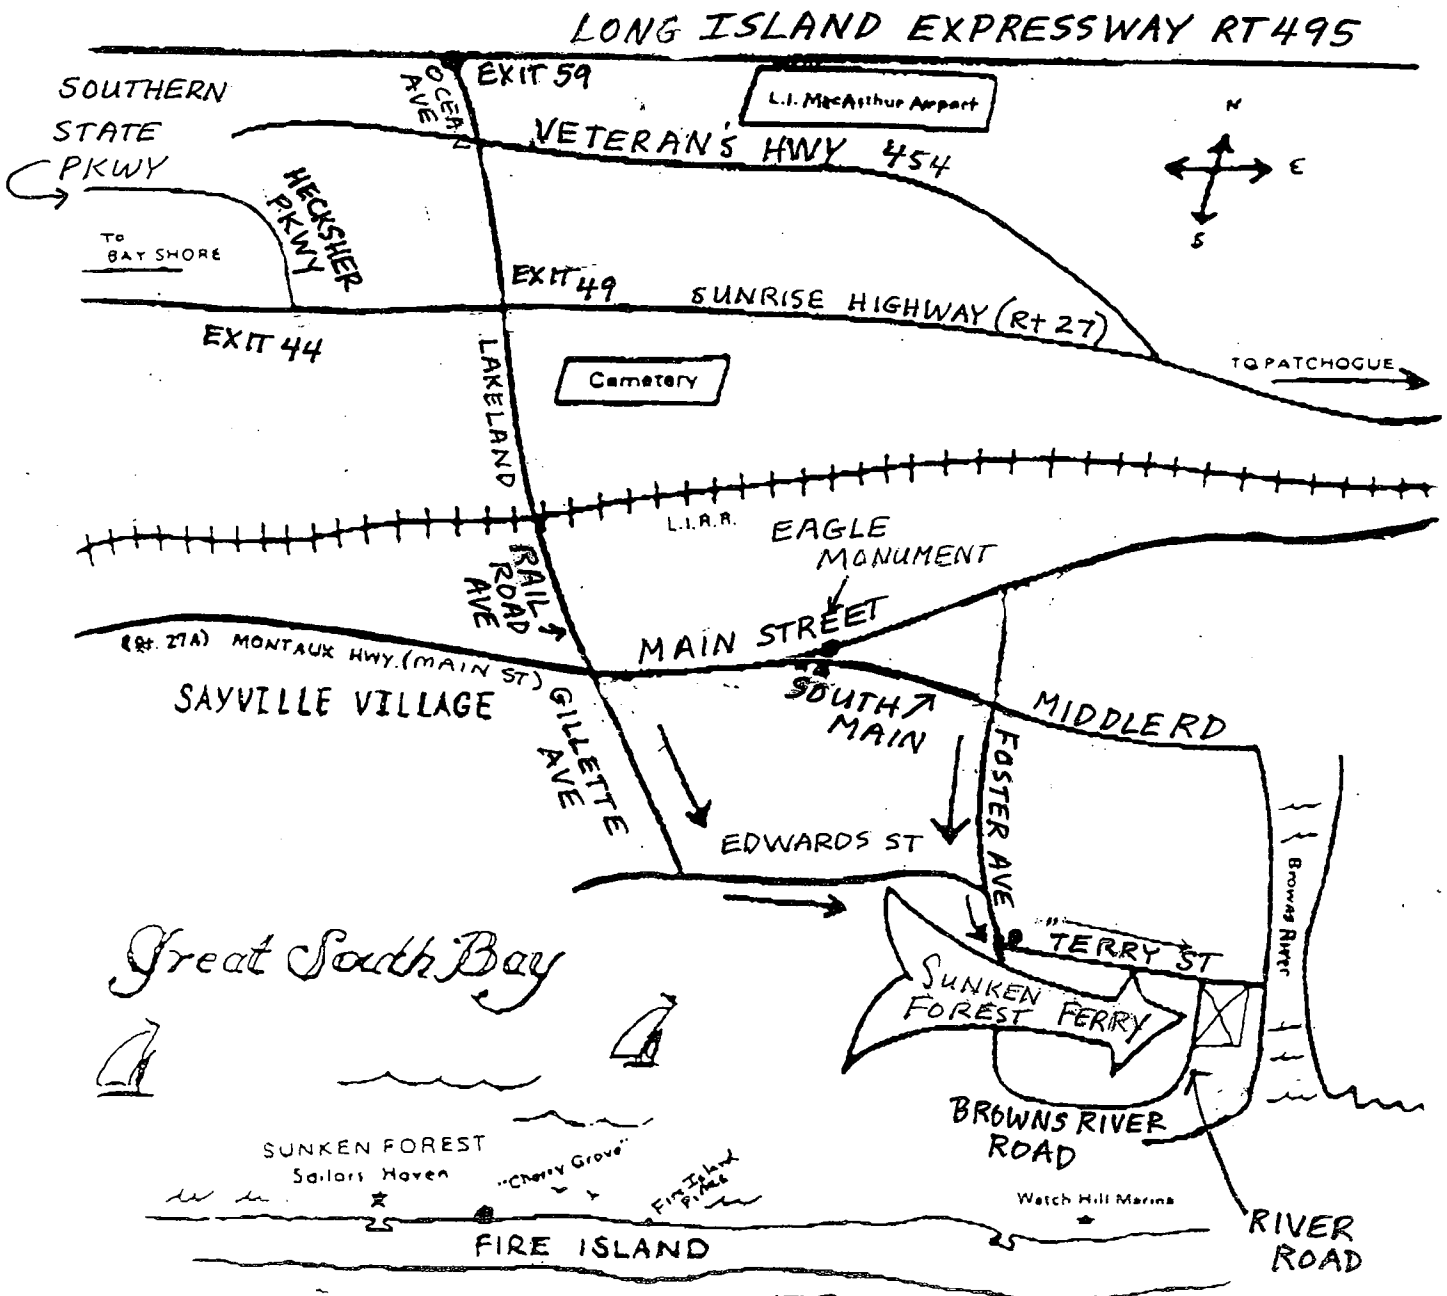 LONG ISLAND EXPRESSWAY RT 495
OCEAN
AVE
EXIT 59
L.I. MacArthur Airport
SOUTHERN
STATE
PKWY
VETERAN'S HWY 454
N
E
S
HECKSHER
PKWY
TO
BAY SHORE
EXIT 49
SUNRISE HIGHWAY (Rt 27)
EXIT 44
LAKELAND
Cemetery
TO PATCHOGUE
L.I.R.R.
EAGLE
MONUMENT
RAIL
ROAD
AVE
MAIN STREET
(Rt. 27A) MONTAUX HWY. (MAIN ST)
SAYVILLE VILLAGE
SOUTH
MAIN
MIDDLE RD
GILLETTE
AVE
FOSTER AVE
EDWARDS ST
Browns River
"TERRY ST
Great South Bay
SUNKEN
FOREST FERRY
BROWNS RIVER
ROAD
SUNKEN FOREST
Sailors Haven
"Cherry Grove"
Fire Island
Pines
Watch Hill Marina
RIVER
ROAD
FIRE ISLAND